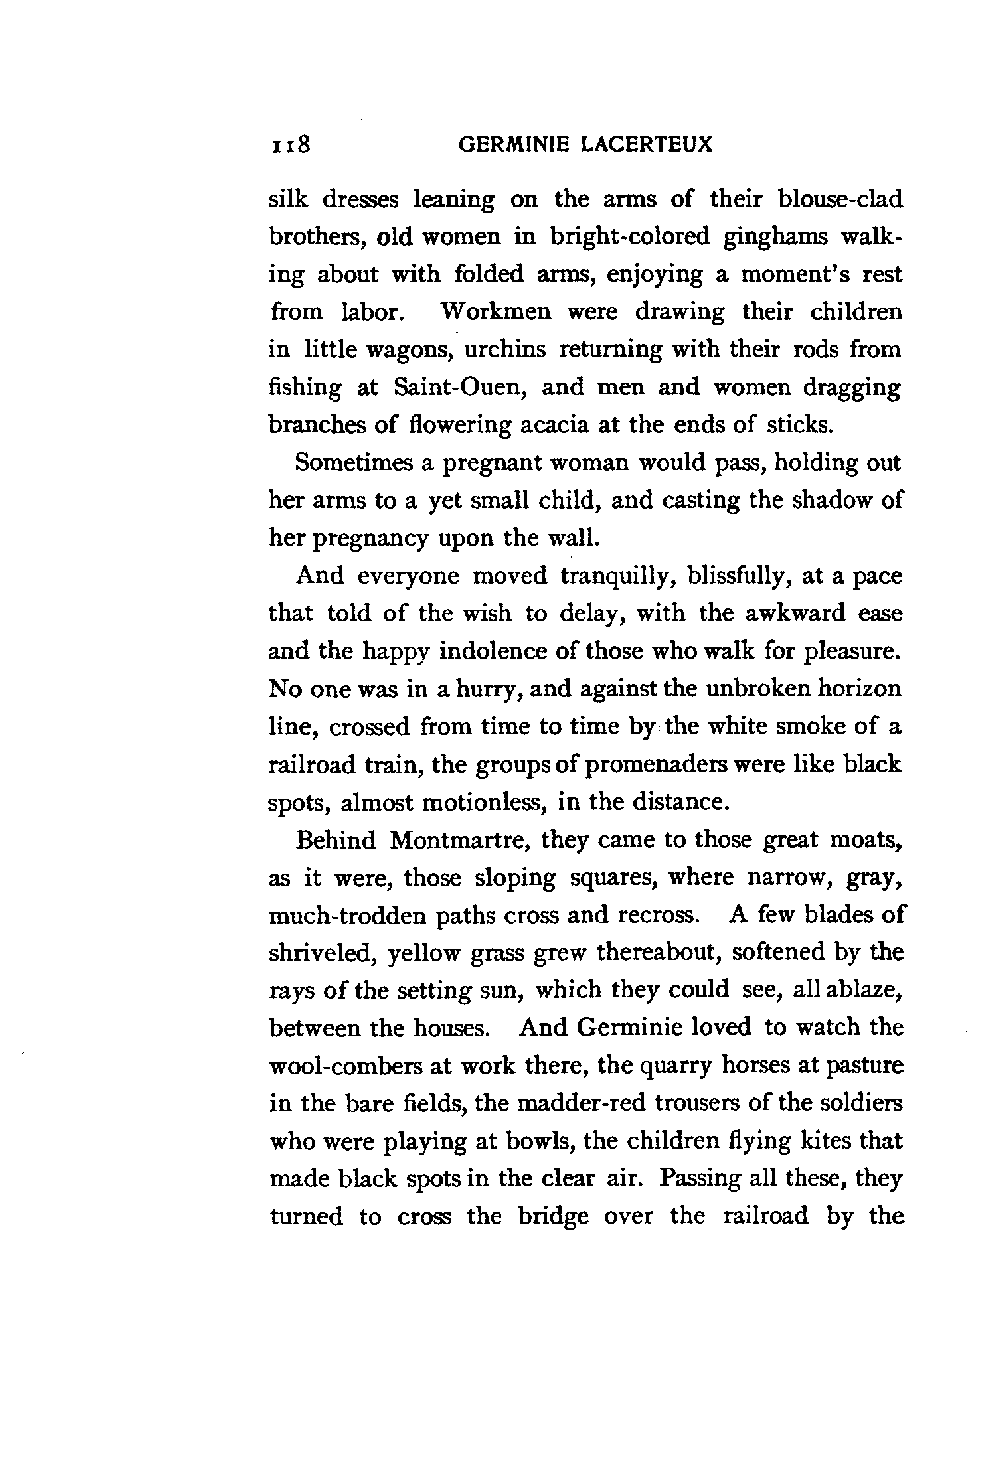 118 GERMINIE LACERTEUX
silk dresses leaning on the arms of their blouse-clad
brothers, old women in bright-colored ginghams walk-
ing about with folded arms, enjoying a moment's rest
from labor. Workmen were drawing their children
in little wagons, urchins returning with their rods from
fishing at Saint-Ouen, and men and women dragging
branches of flowering acacia at the ends of sticks.
Sometimes a pregnant woman would pass, holding out
her arms to a yet small child, and casting the shadow of
her pregnancy upon the wall.
And everyone moved tranquilly, blissfully, at a pace
that told of the wish to delay, with the awkward ease
and the happy indolence of those who walk for pleasure.
No one was in a hurry, and against the unbroken horizon
line, crossed from time to time by the white smoke of a
railroad train, the groups of promenaders were like black
spots, almost motionless, in the distance.
Behind Montmartre, they came to those great moats,
as it were, those sloping squares, where narrow, gray,
much-trodden paths cross and recross. A few blades of
shriveled, yellow grass grew thereabout, softened by the
rays of the setting sun, which they could see, all ablaze,
between the houses. And Germinie loved to watch the
wool-combers at work there, the quarry horses at pasture
in the bare fields, the madder-red trousers of the soldiers
who were playing at bowls, the children flying kites that
made black spots in the clear air. Passing all these, they
turned to cross the bridge over the railroad by the